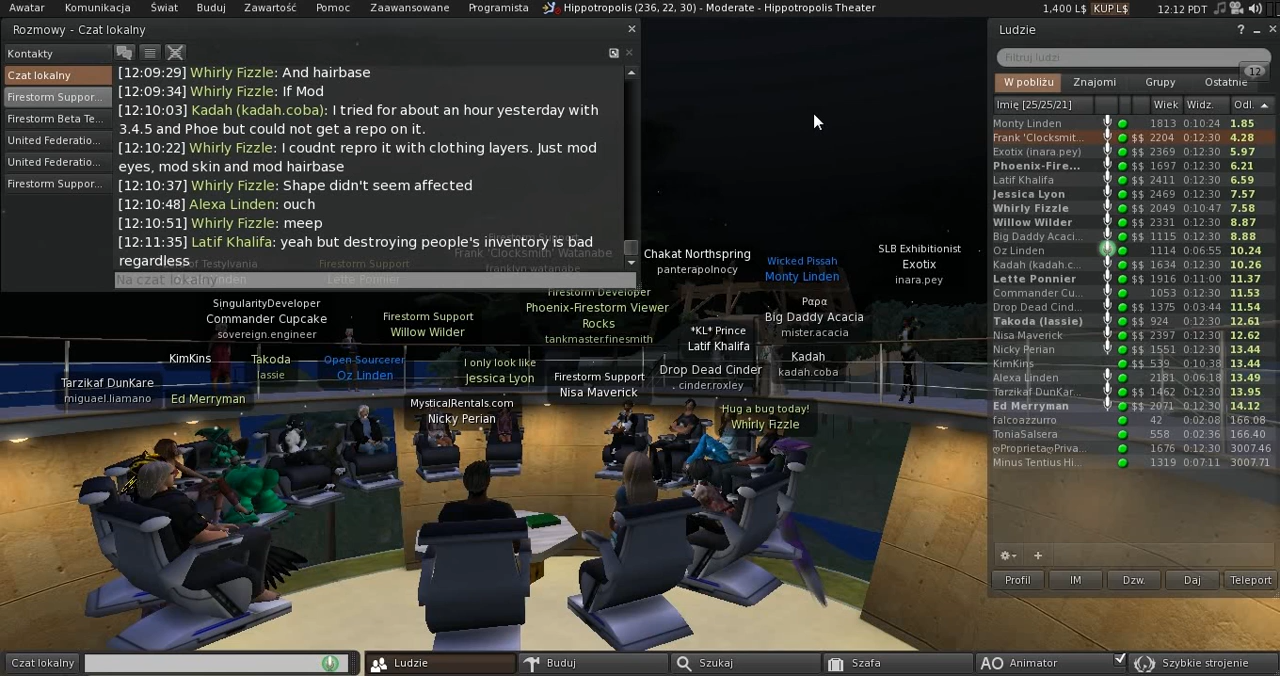 Awatar Komunikacja Świat Buduj Zawartość Pomoc Zaawansowane Programista Hippotropolis (236, 22, 30) - Moderate - Hippotropolis Theater 1,400 L$ KUP L$ 12:12 PDT
Rozmowy - Czat lokalny
Kontakty
Czat lokalny
Firestorm Suppor...
Firestorm Beta Te...
United Federatio...
United Federatio...
Firestorm Suppor...
[12:09:29] Whirly Fizzle: And hairbase
[12:09:34] Whirly Fizzle: If Mod
[12:10:03] Kadah (kadah.coba): I tried for about an hour yesterday with
3.4.5 and Phoe but could not get a repo on it.
[12:10:22] Whirly Fizzle: I coudnt repro it with clothing layers. Just mod
eyes, mod skin and mod hairbase
[12:10:37] Whirly Fizzle: Shape didn't seem affected
[12:10:48] Alexa Linden: ouch
[12:10:51] Whirly Fizzle: meep
[12:11:35] Latif Khalifa: yeah but destroying people's inventory is bad
regardless
Na czat lokalny
Firestorm Support
Frank 'Clocksmith' Watanabe
franklyn.watanabe
of Testylvania
Firestorm Support
Lette Ponnier
Chakat Northspring
panterapolnocy
Wicked Pissah
Monty Linden
SLB Exhibitionist
Exotix
inara.pey
SingularityDeveloper
Commander Cupcake
sovereign.engineer
Firestorm Support
Willow Wilder
Firestorm Developer
Phoenix-Firestorm Viewer
Rocks
tankmaster.finesmith
Papa
Big Daddy Acacia
mister.acacia
*KL* Prince
Latif Khalifa
KimKins
Takoda
lassie
Open Sourcerer
Oz Linden
I only look like
Jessica Lyon
Drop Dead Cinder
cinder.roxley
Kadah
kadah.coba
Tarzikaf DunKare
miguael.liamano
Ed Merryman
Firestorm Support
Nisa Maverick
MysticalRentals.com
Nicky Perian
Hug a bug today!
Whirly Fizzle
Ludzie
Filtruj ludzi
12
W pobliżu Znajomi Grupy Ostatnie
Imię [25/25/21] Wiek Widz. Odl.
Monty Linden 1813 0:10:24 1.85
Frank 'Clocksmit... $$ 2204 0:12:30 4.28
Exotix (inara.pey) $$ 2369 0:12:30 5.97
Phoenix-Fire... $$ 1697 0:12:30 6.21
Latif Khalifa $$ 2411 0:12:30 6.59
Jessica Lyon $$ 2469 0:12:30 7.57
Whirly Fizzle $$ 2049 0:10:47 7.58
Willow Wilder $$ 2331 0:12:30 8.87
Big Daddy Acaci... $$ 1115 0:12:30 8.88
Oz Linden 1114 0:06:55 10.24
Kadah (kadah.c... $$ 1634 0:12:30 10.26
Lette Ponnier $$ 1916 0:11:00 11.37
Commander Cu... 1053 0:12:30 11.53
Drop Dead Cind... $$ 1375 0:03:44 11.54
Takoda (lassie) $$ 924 0:12:30 12.61
Nisa Maverick $$ 2397 0:12:30 12.62
Nicky Perian $$ 1551 0:12:30 13.44
KimKins $$ 539 0:10:38 13.44
Alexa Linden 2181 0:06:18 13.49
Tarzikaf DunKar... $$ 1462 0:12:30 13.95
Ed Merryman $$ 2071 0:12:30 14.12
falcoazzurro 42 0:02:08 166.08
ToniaSalsera 558 0:02:36 166.40
ღProprietaღPriva... 1676 0:12:30 3007.46
Minus Tentius Hi... 1319 0:07:11 3007.71
Profil IM Dzw. Daj Teleport
Czat lokalny Ludzie Buduj Szukaj Szafa AO Animator Szybkie strojenie